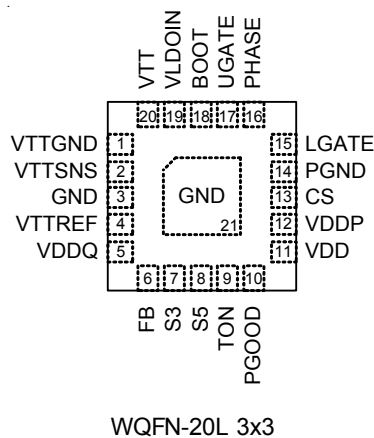 VTT
VLDOIN
BOOT
UGATE
PHASE
20 19 18 17 16
VTTGND 1
VTTSNS 2
GND 3
VTTREF 4
VDDQ 5
GND
21
15 LGATE
14 PGND
13 CS
12 VDDP
11 VDD
6 7 8 9 10
FB
S3
S5
TON
PGOOD
WQFN-20L 3x3